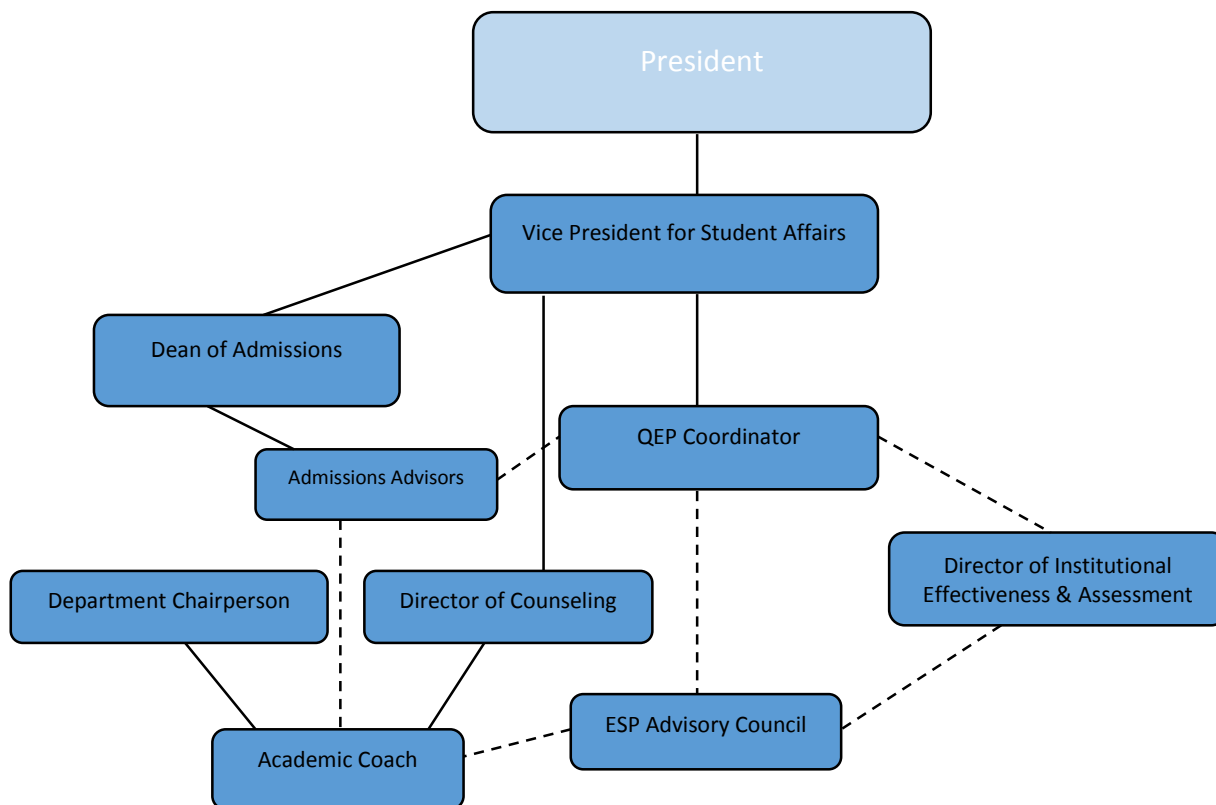 President
Vice President for Student Affairs
Dean of Admissions
QEP Coordinator
Admissions Advisors
Director of Institutional
Effectiveness & Assessment
Department Chairperson
Director of Counseling
ESP Advisory Council
Academic Coach